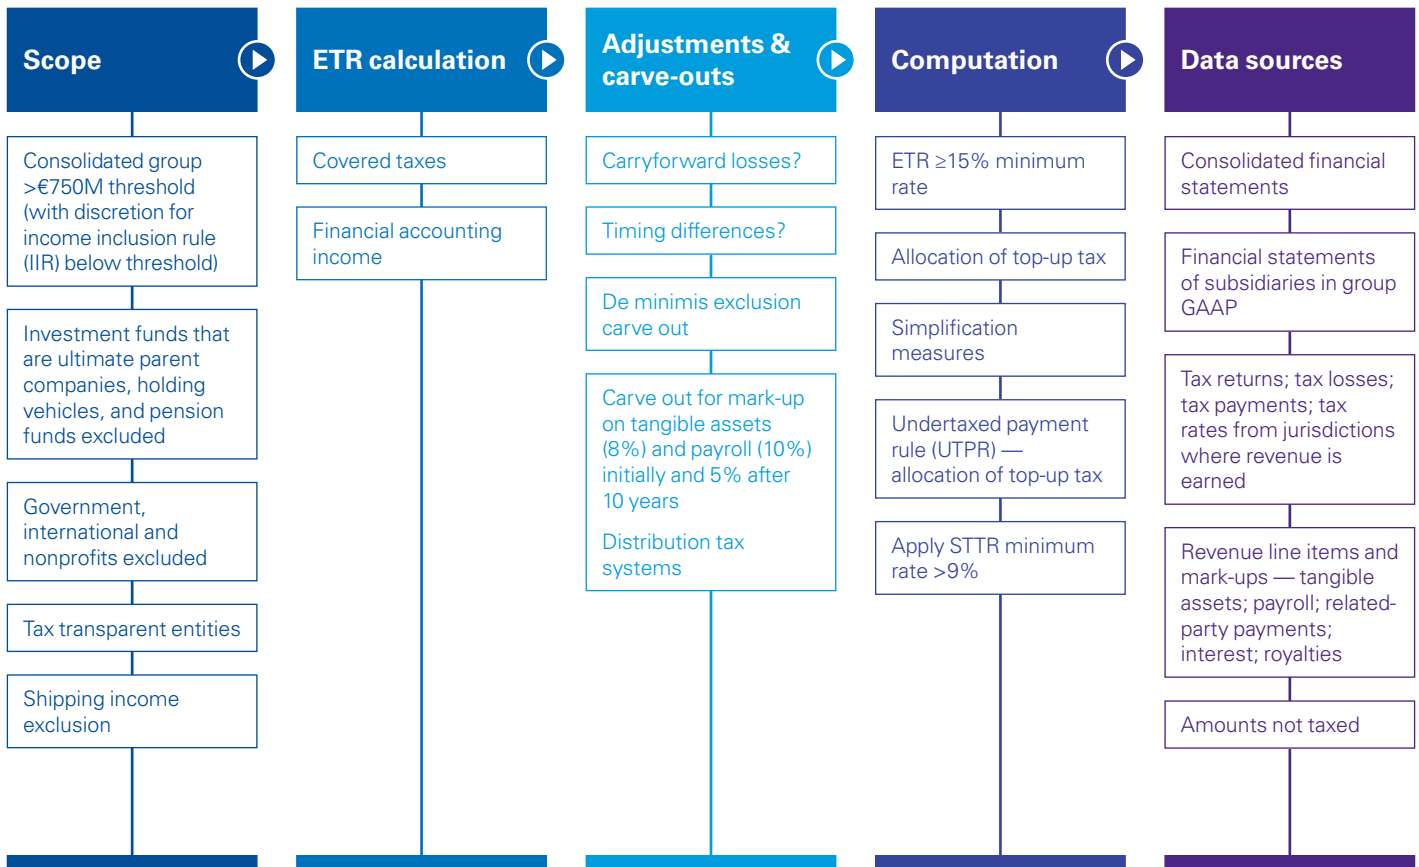 Scope
Consolidated group
>€750M threshold
(with discretion for
income inclusion rule
(IIR) below threshold)
Investment funds that
are ultimate parent
companies, holding
vehicles, and pension
funds excluded
Government,
international and
nonprofits excluded
Tax transparent entities
Shipping income
exclusion
ETR calculation
Covered taxes
Financial accounting
income
Adjustments &
carve-outs
Carryforward losses?
Timing differences?
De minimis exclusion
carve out
Carve out for mark-up
on tangible assets
(8%) and payroll (10%)
initially and 5% after
10 years
Distribution tax
systems
Computation
ETR ≥15% minimum
rate
Allocation of top-up tax
Simplification
measures
Undertaxed payment
rule (UTPR) —
allocation of top-up tax
Apply STTR minimum
rate >9%
Data sources
Consolidated financial
statements
Financial statements
of subsidiaries in group
GAAP
Tax returns; tax losses;
tax payments; tax
rates from jurisdictions
where revenue is
earned
Revenue line items and
mark-ups — tangible
assets; payroll; related-
party payments;
interest; royalties
Amounts not taxed